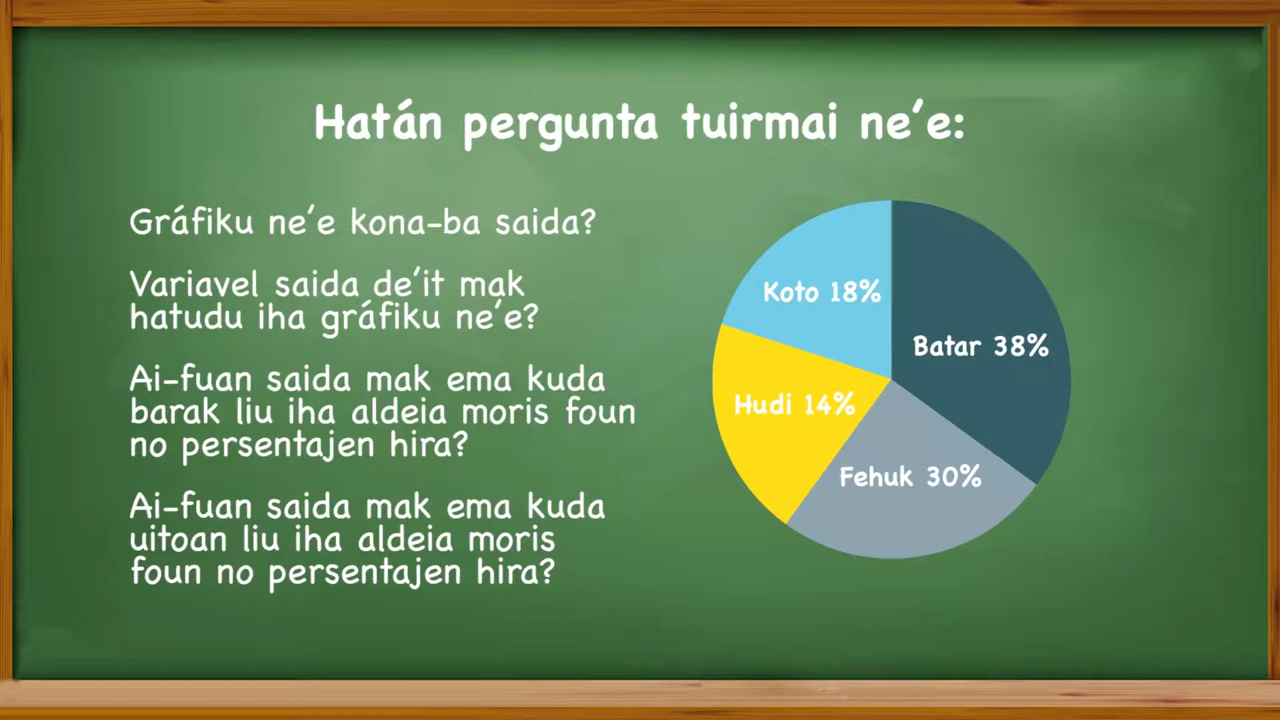 Hatán pergunta tuirmai ne’e:
Gráfiku ne’e kona-ba saida?
Variavel saida de’it mak
hatudu iha gráfiku ne’e?
Ai-fuan saida mak ema kuda
barak liu iha aldeia moris foun
no persentajen hira?
Ai-fuan saida mak ema kuda
uitoan liu iha aldeia moris
foun no persentajen hira?
Koto 18%
Batar 38%
Hudi 14%
Fehuk 30%